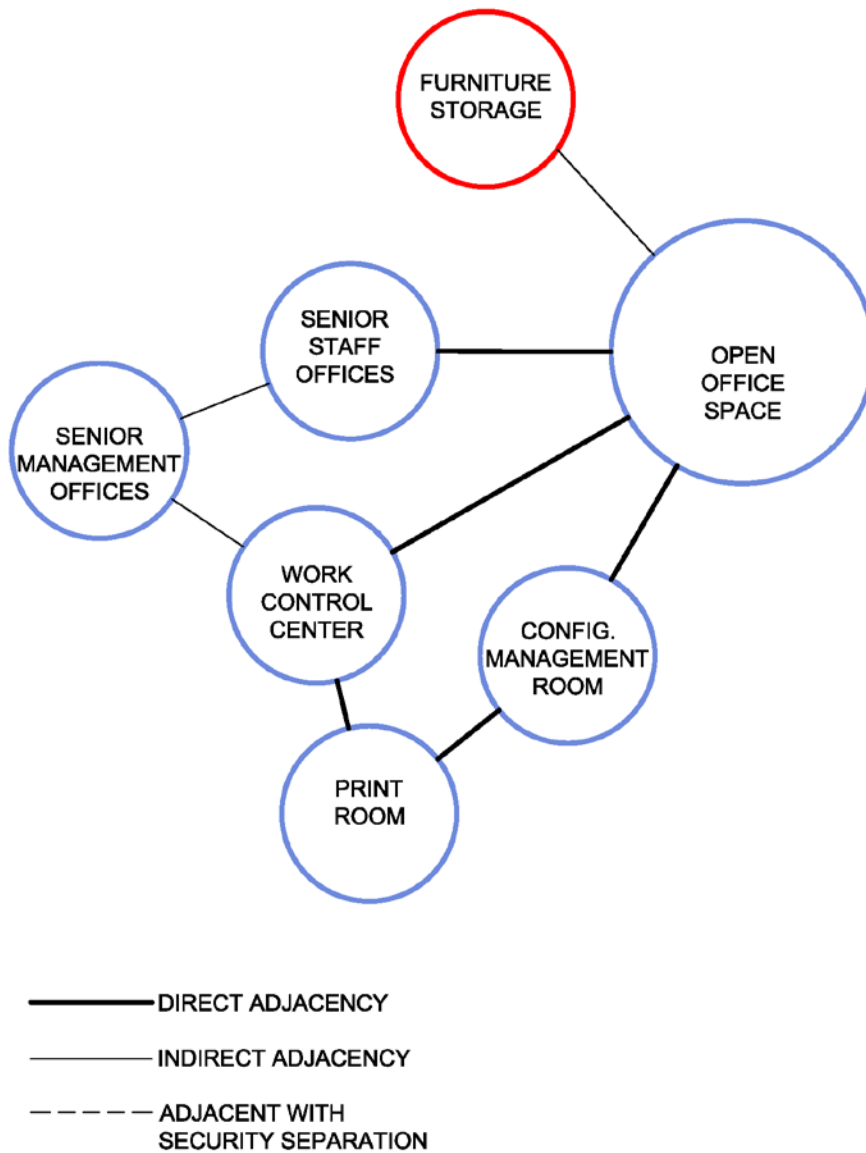 FURNITURE
STORAGE
SENIOR
STAFF
OFFICES
OPEN
OFFICE
SPACE
SENIOR
MANAGEMENT
OFFICES
WORK
CONTROL
CENTER
CONFIG.
MANAGEMENT
ROOM
PRINT
ROOM
DIRECT ADJACENCY
INDIRECT ADJACENCY
ADJACENT WITH
SECURITY SEPARATION